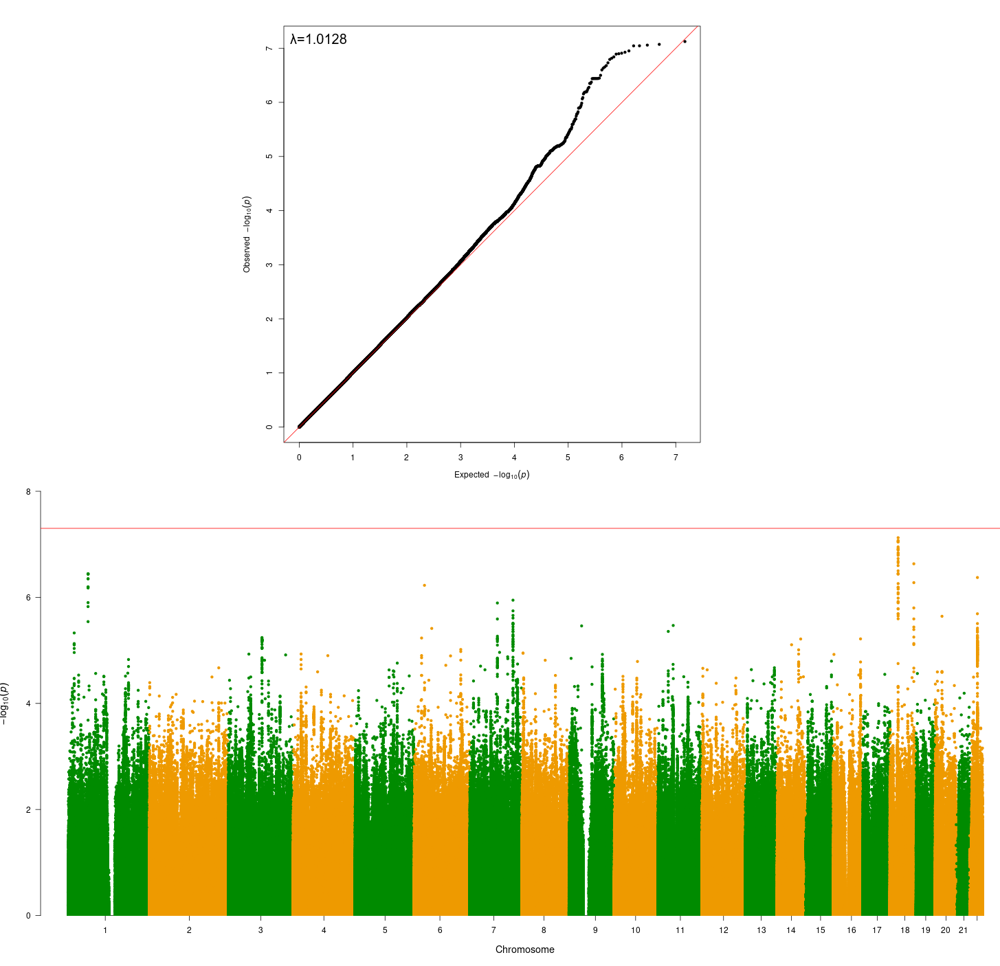 λ=1.0128
7
6
5
4
3
2
1
0
Observed −log10(p)
0 1 2 3 4 5 6 7
Expected −log10(p)
8
6
4
2
0
−log10(p)
1 2 3 4 5 6 7 8 9 10 11 12 13 14 15 16 17 18 19 20 21
Chromosome